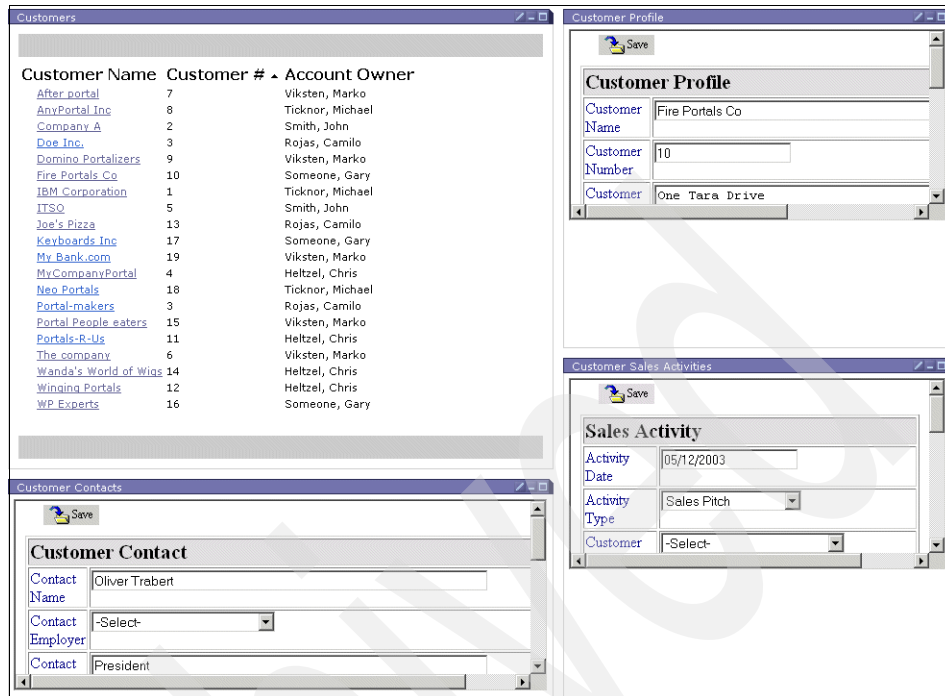 Customers
Customer Name Customer # Account Owner
After portal 7 Viksten, Marko
AnyPortal Inc 8 Ticknor, Michael
Company A 2 Smith, John
Doe Inc. 3 Rojas, Camilo
Domino Portalizers 9 Viksten, Marko
Fire Portals Co 10 Someone, Gary
IBM Corporation 1 Ticknor, Michael
ITSO 5 Smith, John
Joe's Pizza 13 Rojas, Camilo
Keyboards Inc 17 Someone, Gary
My Bank.com 19 Viksten, Marko
MyCompanyPortal 4 Heltzel, Chris
Neo Portals 18 Ticknor, Michael
Portal-makers 3 Rojas, Camilo
Portal People eaters 15 Viksten, Marko
Portals-R-Us 11 Heltzel, Chris
The company 6 Viksten, Marko
Wanda's World of Wigs 14 Heltzel, Chris
Winging Portals 12 Heltzel, Chris
WP Experts 16 Someone, Gary
Customer Contacts
Save
Customer Contact
Contact Name
Oliver Trabert
Contact Employer
-Select-
Contact
President
Customer Profile
Save
Customer Profile
Customer Name
Fire Portals Co
Customer Number
10
Customer
One Tara Drive
Customer Sales Activities
Save
Sales Activity
Activity Date
05/12/2003
Activity Type
Sales Pitch
Customer
-Select-